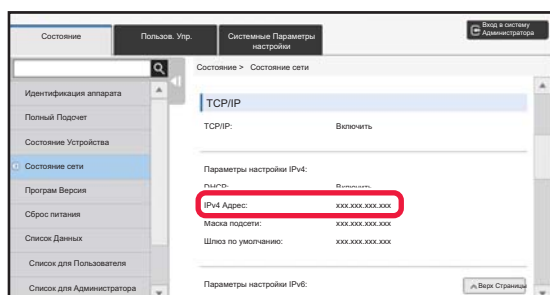 Состояние
Пользов. Упр.
Системные Параметры
настройки
Вход в систему
Администратора
Состояние > Состояние сети
Идентификация аппарата
Полный Подсчет
Состояние Устройства
Состояние сети
Програм Версия
Сброс питания
Список Данных
Список для Пользователя
Список для Администратора
TCP/IP
TCP/IP: Включить
Параметры настройки IPv4:
DHCP: Включить
IPv4 Адрес: xxx.xxx.xxx.xxx
Маска подсети: xxx.xxx.xxx.xxx
Шлюз по умолчанию: xxx.xxx.xxx.xxx
Параметры настройки IPv6:
Верх Страницы